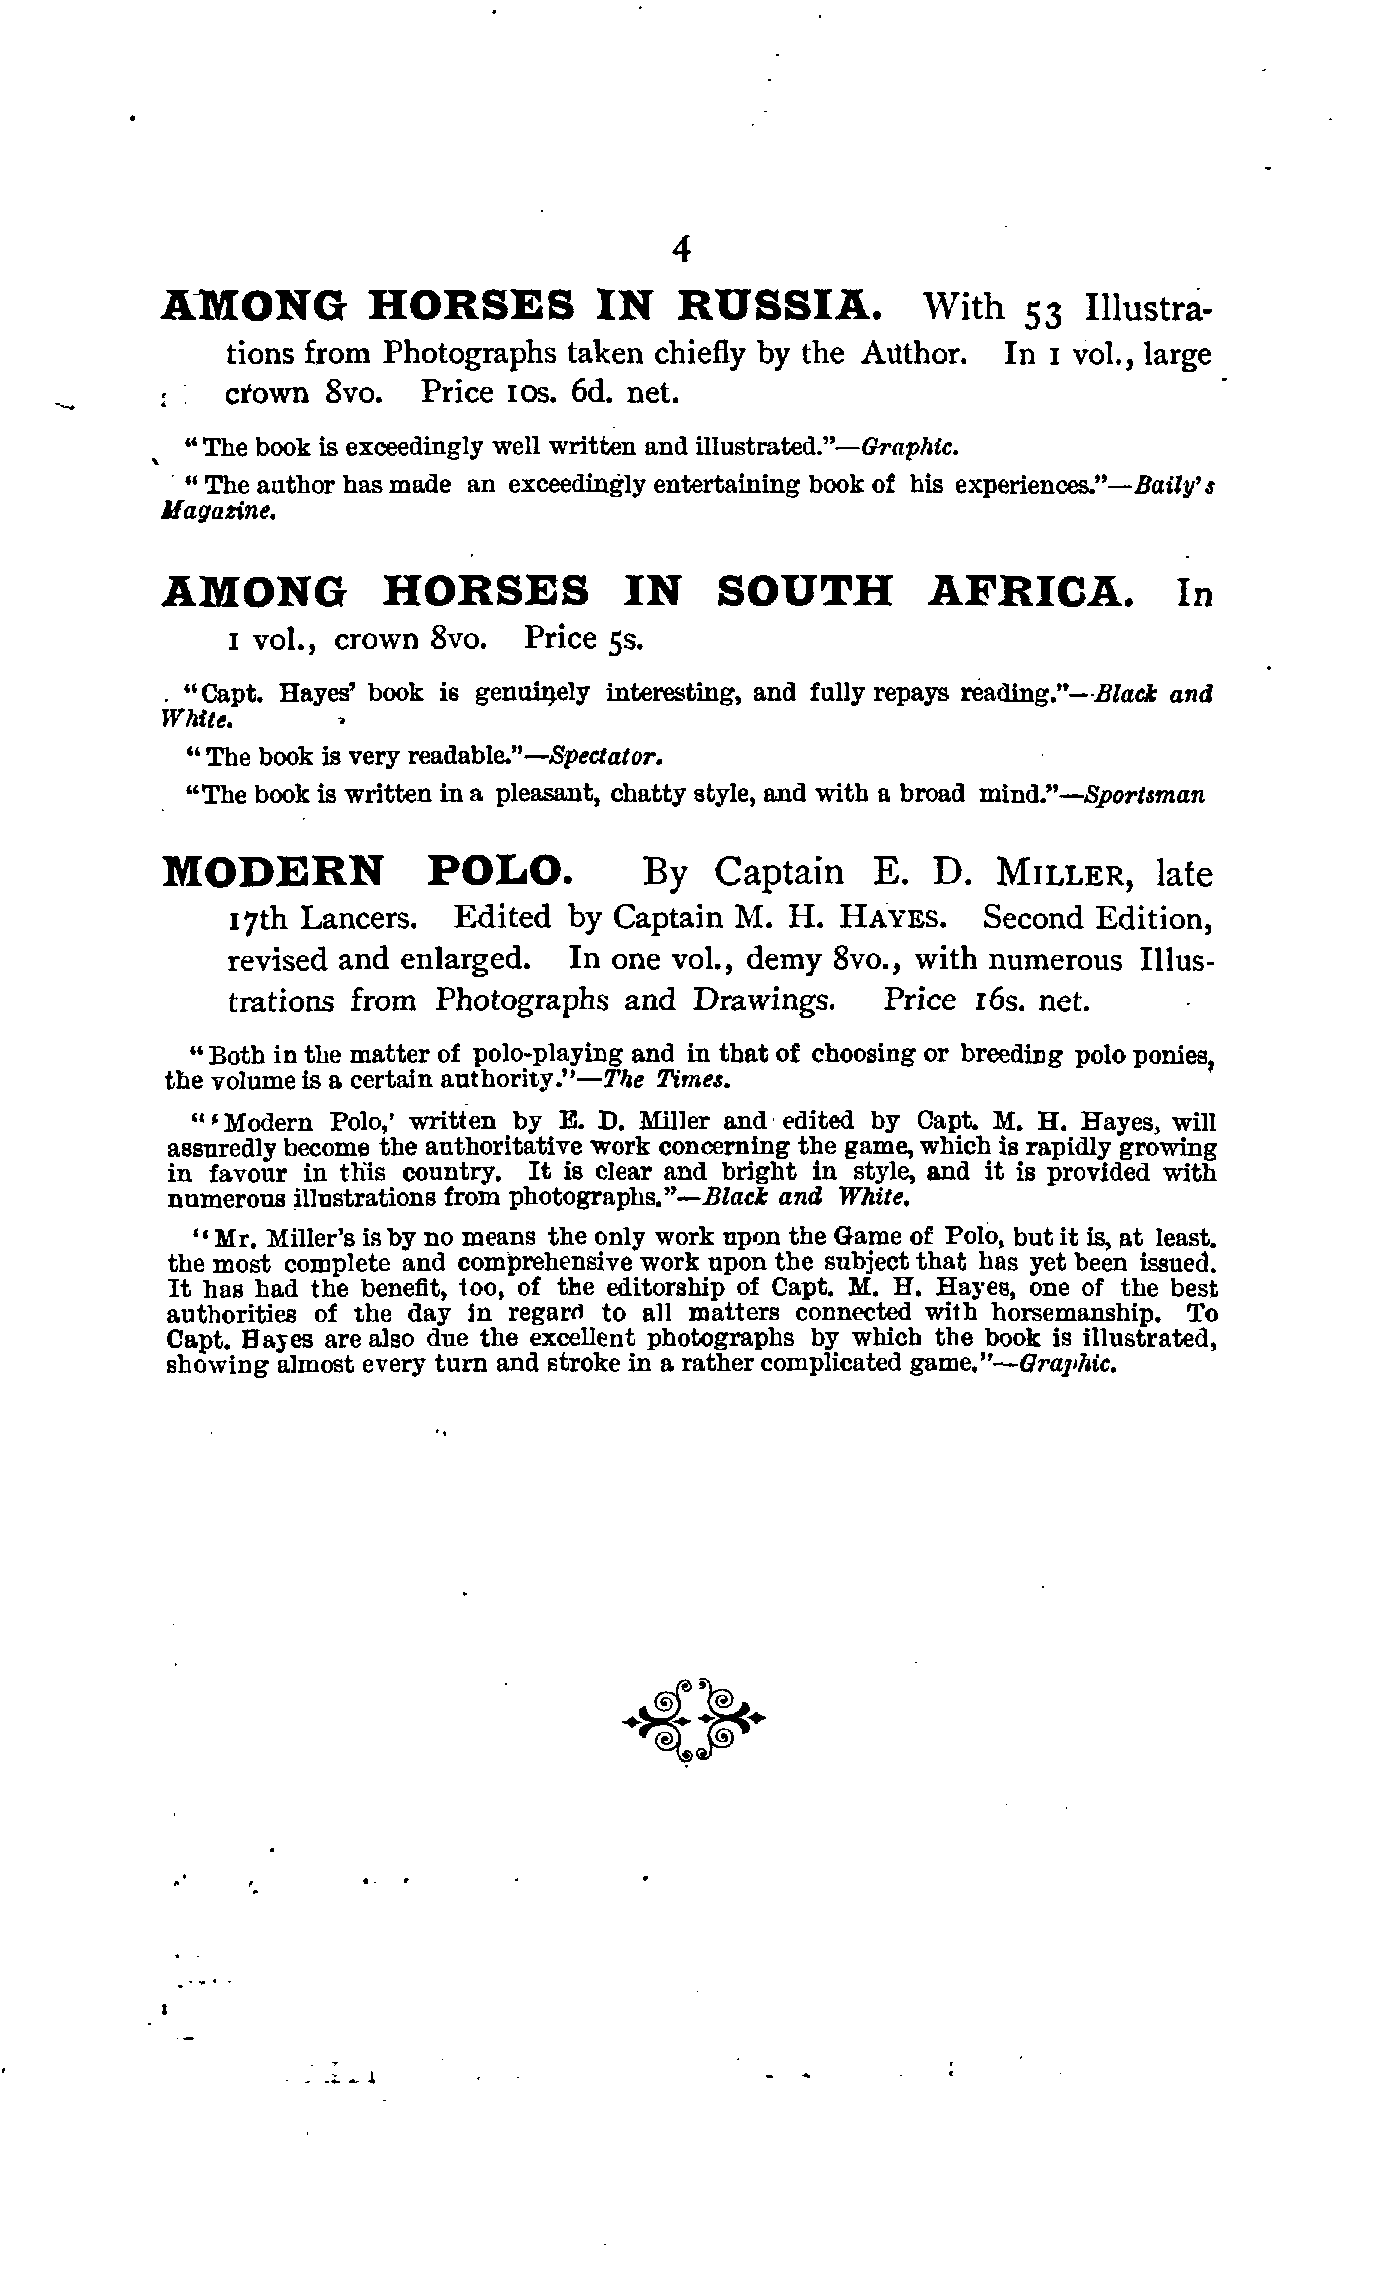 4
AMONG HORSES IN RUSSIA. With 53 Illustra-
tions from Photographs taken chiefly by the Author. In 1 vol., large
crown 8vo. Price 10s. 6d. net.
“The book is exceedingly well written and illustrated.”—Graphic.
“The author has made an exceedingly entertaining book of his experiences.”—Baily’s
Magazine.
AMONG HORSES IN SOUTH AFRICA. In
1 vol., crown 8vo. Price 5s.
“Capt. Hayes’ book is genuinely interesting, and fully repays reading.”—Black and
White.
“The book is very readable.”—Spectator.
“The book is written in a pleasant, chatty style, and with a broad mind.”—Sportsman
MODERN POLO. By Captain E. D. MILLER, late
17th Lancers. Edited by Captain M. H. HAYES. Second Edition,
revised and enlarged. In one vol., demy 8vo., with numerous Illus-
trations from Photographs and Drawings. Price 16s. net.
“Both in the matter of polo-playing and in that of choosing or breeding polo ponies,
the volume is a certain authority.”—The Times.
“‘Modern Polo,’ written by E. D. Miller and edited by Capt. M. H. Hayes, will
assuredly become the authoritative work concerning the game, which is rapidly growing
in favour in this country. It is clear and bright in style, and it is provided with
numerous illustrations from photographs.”—Black and White.
“Mr. Miller’s is by no means the only work upon the Game of Polo, but it is, at least.
the most complete and comprehensive work upon the subject that has yet been issued.
It has had the benefit, too, of the editorship of Capt. M. H. Hayes, one of the best
authorities of the day in regard to all matters connected with horsemanship. To
Capt. Hayes are also due the excellent photographs by which the book is illustrated,
showing almost every turn and stroke in a rather complicated game.”—Graphic.